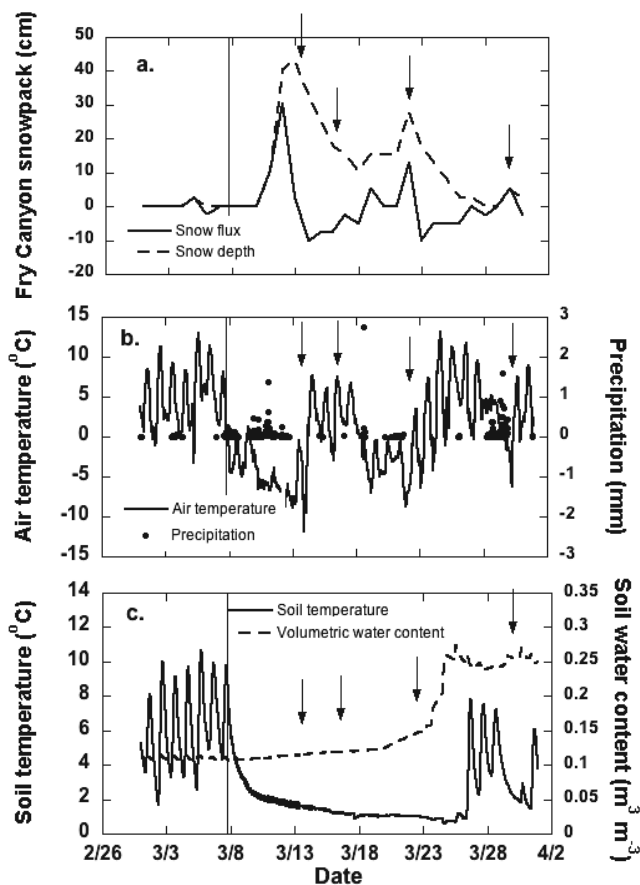 Fry Canyon snowpack (cm)
60
50
40
30
20
10
0
-10
-20
a.
Snow flux
Snow depth
Air temperature (⁰C)
15
10
5
0
-5
-10
-15
b.
Air temperature
Precipitation
3
2
1
0
-1
-2
-3
Precipitation (mm)
Soil temperature (⁰C)
14
12
10
8
6
4
2
0
c.
Soil temperature
Volumetric water content
0.35
0.3
0.25
0.2
0.15
0.1
0.05
0
Soil water content (m³ m⁻³)
2/26 3/3 3/8 3/13 3/18 3/23 3/28 4/2
Date